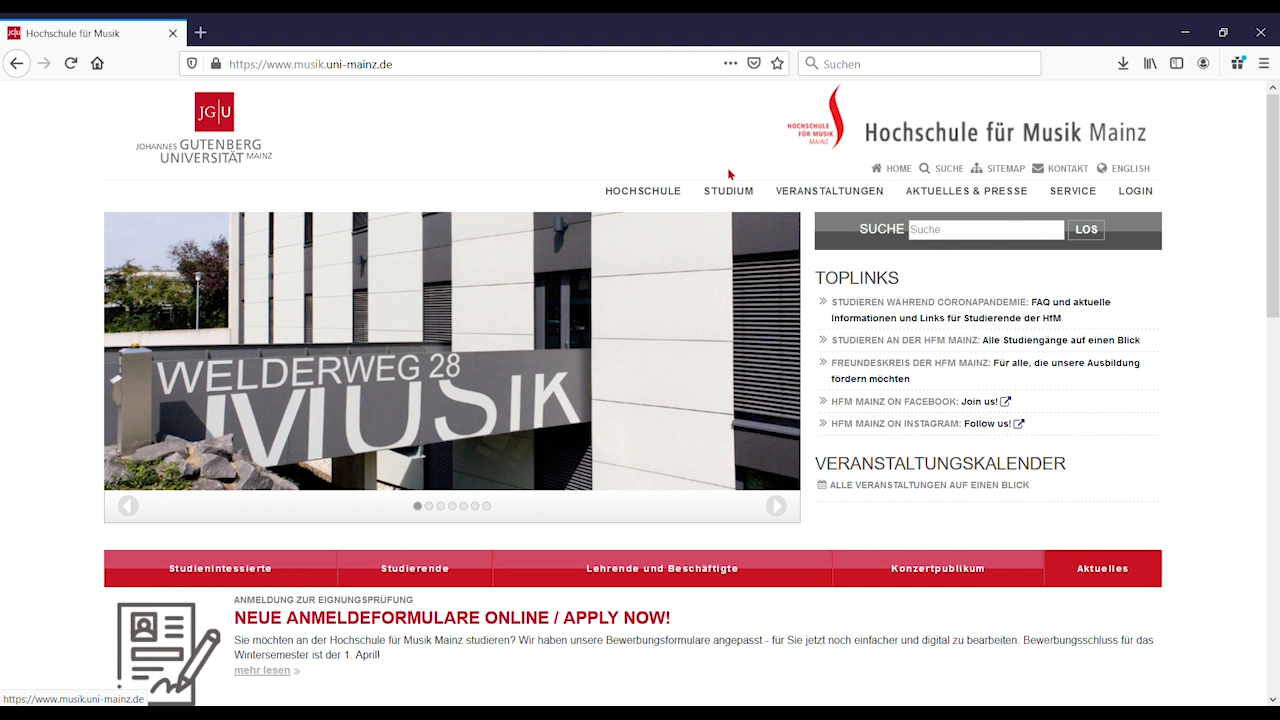 Hochschule für Musik
https://www.musik.uni-mainz.de
Suchen
JG|U
JOHANNES GUTENBERG
UNIVERSITÄT MAINZ
HOCHSCHULE
FÜR MUSIK
MAINZ
Hochschule für Musik Mainz
HOME SUCHE SITEMAP KONTAKT ENGLISH
HOCHSCHULE STUDIUM VERANSTALTUNGEN AKTUELLES & PRESSE SERVICE LOGIN
WELDERWEG 28
MUSIK
SUCHE Suche LOS
TOPLINKS
STUDIEREN WÄHREND CORONAPANDEMIE: FAQ und aktuelle
Informationen und Links für Studierende der HfM
STUDIEREN AN DER HFM MAINZ: Alle Studiengänge auf einen Blick
FREUNDESKREIS DER HFM MAINZ: Für alle, die unsere Ausbildung
fördern möchten
HFM MAINZ ON FACEBOOK: Join us!
HFM MAINZ ON INSTAGRAM: Follow us!
VERANSTALTUNGSKALENDER
ALLE VERANSTALTUNGEN AUF EINEN BLICK
Studieninteressierte Studierende Lehrende und Beschäftigte Konzertpublikum Aktuelles
ANMELDUNG ZUR EIGNUNGSPRÜFUNG
NEUE ANMELDEFORMULARE ONLINE / APPLY NOW!
Sie möchten an der Hochschule für Musik Mainz studieren? Wir haben unsere Bewerbungsformulare angepasst - für Sie jetzt noch einfacher und digital zu bearbeiten. Bewerbungsschluss für das
Wintersemester ist der 1. April!
mehr lesen
https://www.musik.uni-mainz.de